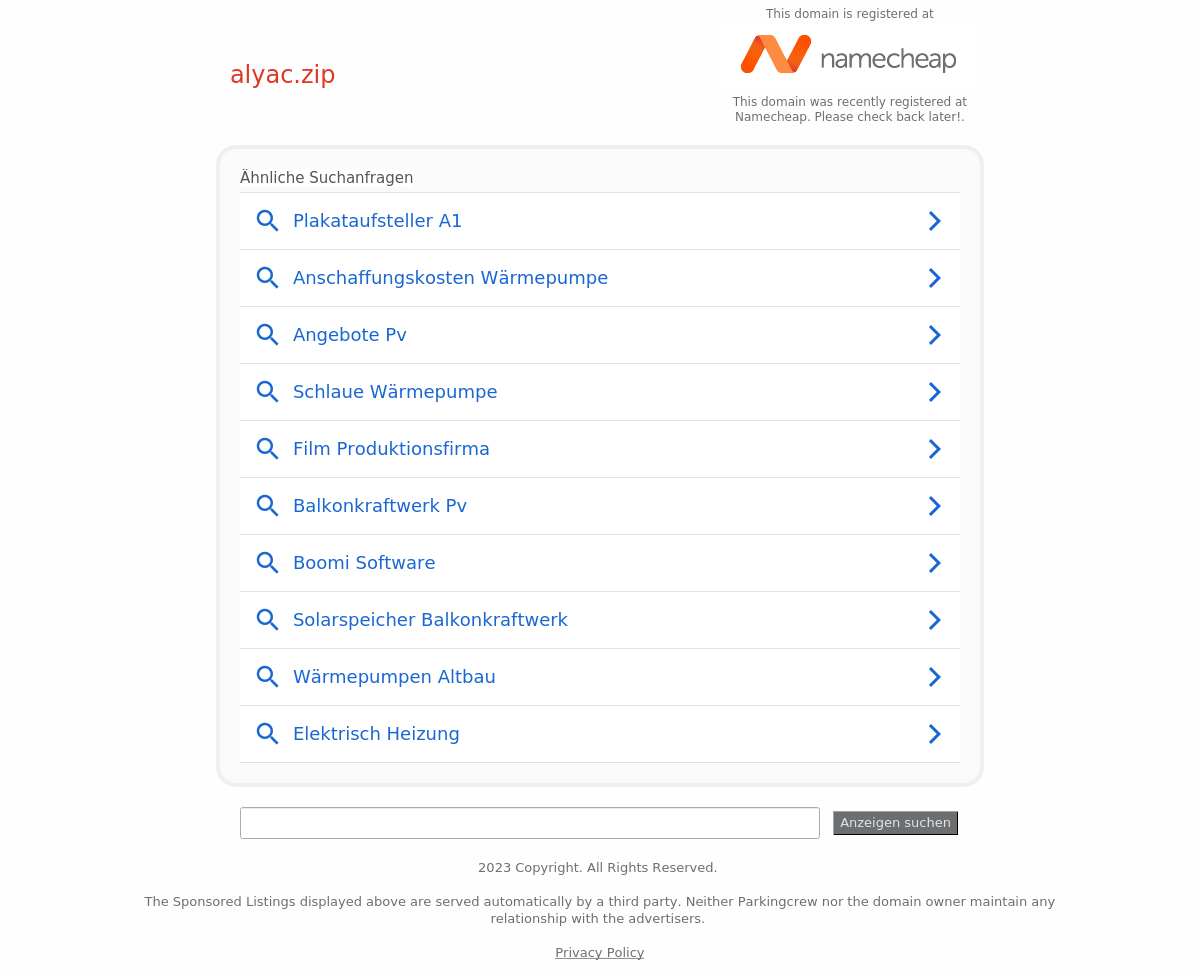 This domain is registered at
namecheap
alyac.zip
This domain was recently registered at
Namecheap. Please check back later!.
Ähnliche Suchanfragen
Plakataufsteller A1
Anschaffungskosten Wärmepumpe
Angebote Pv
Schlaue Wärmepumpe
Film Produktionsfirma
Balkonkraftwerk Pv
Boomi Software
Solarspeicher Balkonkraftwerk
Wärmepumpen Altbau
Elektrisch Heizung
Anzeigen suchen
2023 Copyright. All Rights Reserved.
The Sponsored Listings displayed above are served automatically by a third party. Neither Parkingcrew nor the domain owner maintain any
relationship with the advertisers.
Privacy Policy